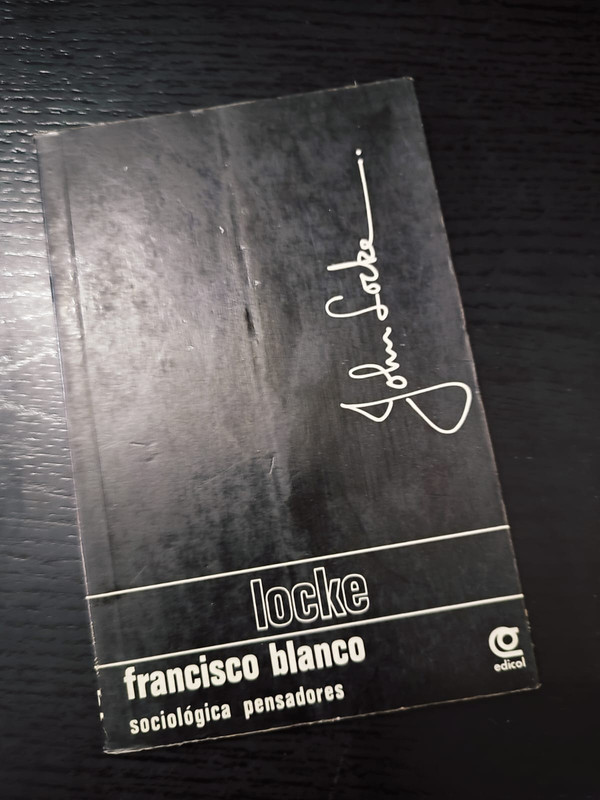 John Locke
locke
francisco blanco
sociológica pensadores
edicol